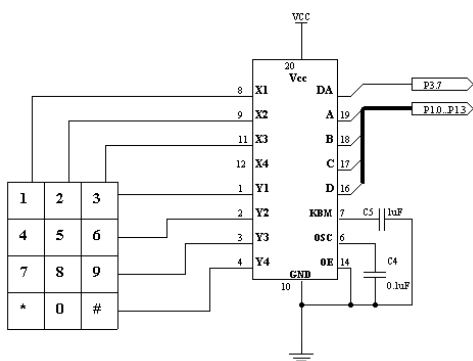 VCC
20
Vcc
8 X1 DA P3.7
9 X2 A 19 P1.0...P1.3
11 X3 B 18
12 X4 C 17
1 Y1 D 16
2 Y2 KBM 7 C5 1uF
3 Y3 OSC 6
4 Y4 OE 14 C4
0.1uF
GND
10
1 2 3
4 5 6
7 8 9
* 0 #